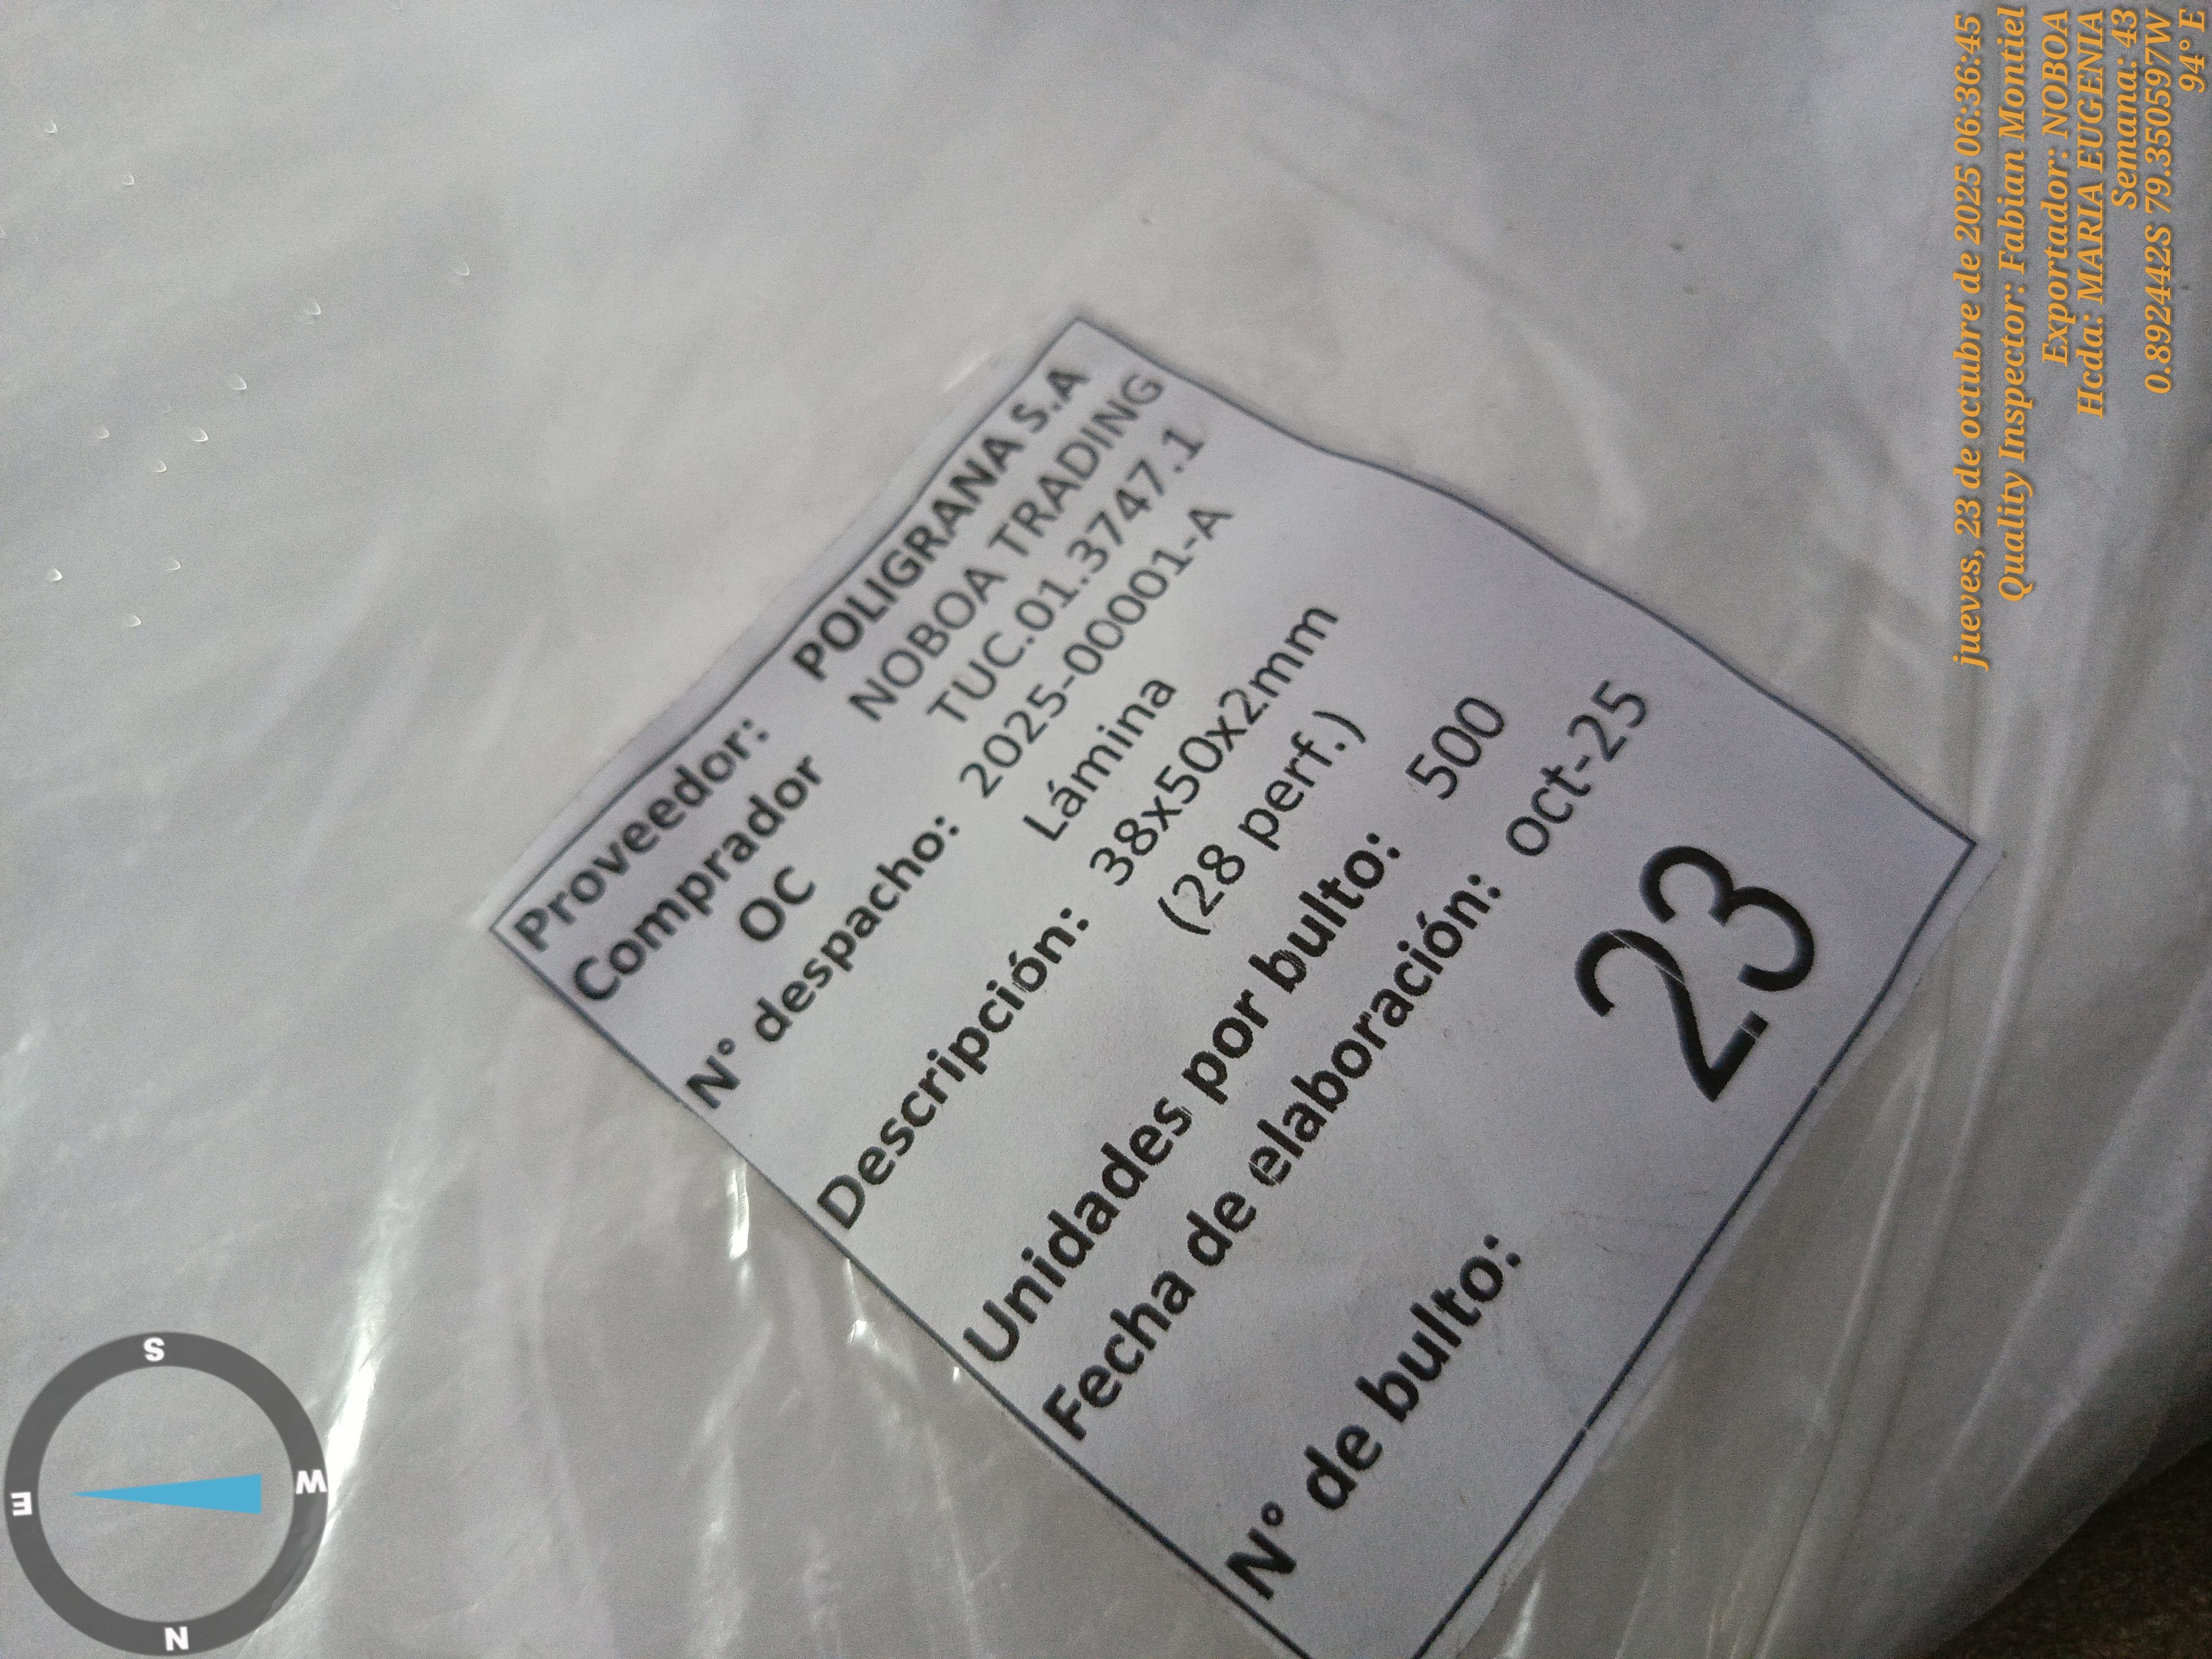 E
N
S
W
Proveedor: POLIGRANA S.A
Comprador NOBOA TRADING
OC TUC.01.3747.1
N° despacho: 2025-00001-A
Lámina
Descripción: 38x50x2mm
(28 perf.)
Unidades por bulto: 500
Fecha de elaboración: oct-25
N° de bulto: 23
jueves, 23 de octubre de 2025 06:36:45
Quality Inspector: Fabian Montiel
Exportador: NOBOA
Hcda: MARIA EUGENIA
Semana: 43
0.892442S 79.350597W
94° E